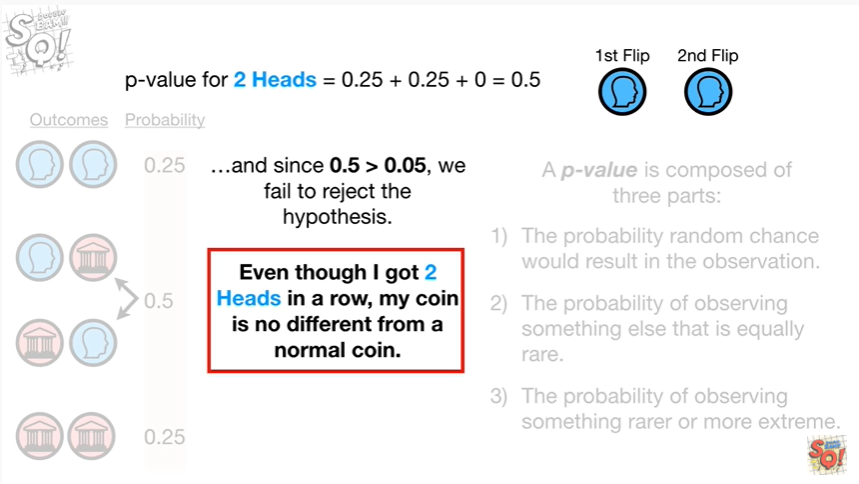 p-value for 2 Heads = 0.25 + 0.25 + 0 = 0.5
1st Flip 2nd Flip
Outcomes Probability
0.25
…and since 0.5 > 0.05, we
fail to reject the
hypothesis.
Even though I got 2
Heads in a row, my coin
is no different from a
normal coin.
0.5
0.25
A p-value is composed of
three parts:
1) The probability random chance
would result in the observation.
2) The probability of observing
something else that is equally
rare.
3) The probability of observing
something rarer or more extreme.
SQ!